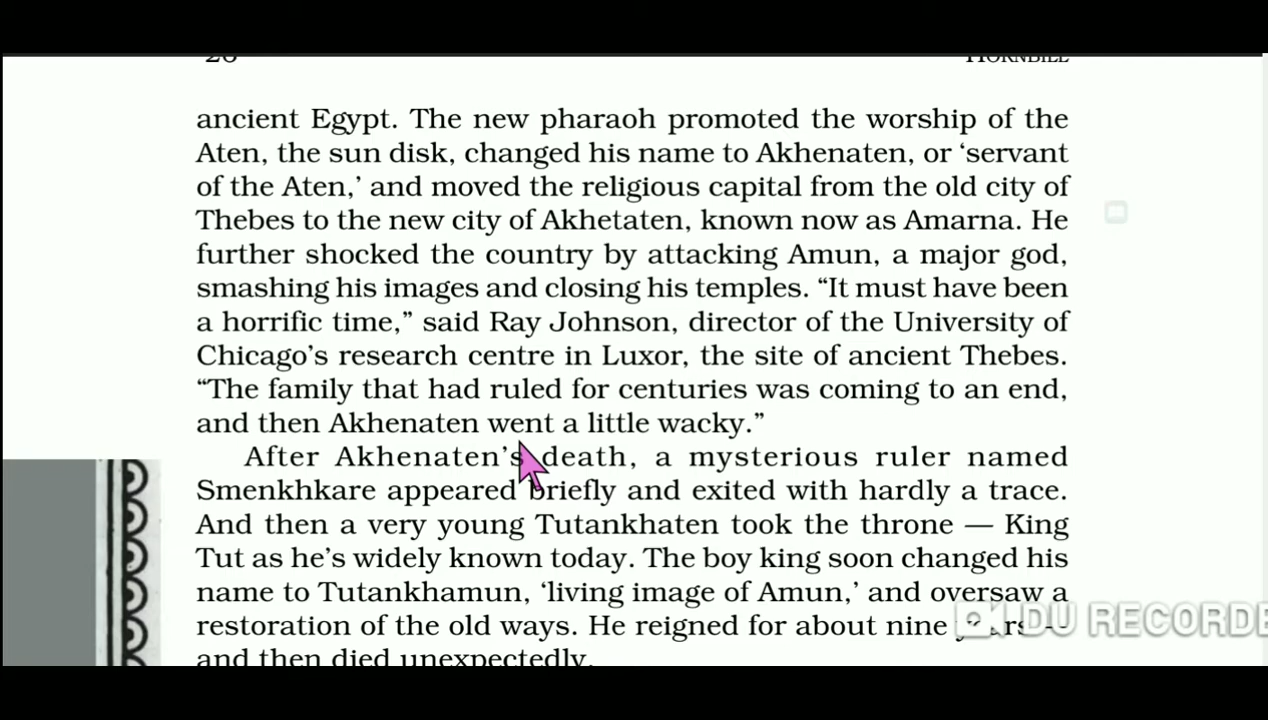 26 HORNBILL
ancient Egypt. The new pharaoh promoted the worship of the
Aten, the sun disk, changed his name to Akhenaten, or ‘servant
of the Aten,’ and moved the religious capital from the old city of
Thebes to the new city of Akhetaten, known now as Amarna. He
further shocked the country by attacking Amun, a major god,
smashing his images and closing his temples. “It must have been
a horrific time,” said Ray Johnson, director of the University of
Chicago’s research centre in Luxor, the site of ancient Thebes.
“The family that had ruled for centuries was coming to an end,
and then Akhenaten went a little wacky.”
After Akhenaten’s death, a mysterious ruler named
Smenkhkare appeared briefly and exited with hardly a trace.
And then a very young Tutankhaten took the throne — King
Tut as he’s widely known today. The boy king soon changed his
name to Tutankhamun, ‘living image of Amun,’ and oversaw a
restoration of the old ways. He reigned for about nine years —
and then died unexpectedly.
DU RECORDE